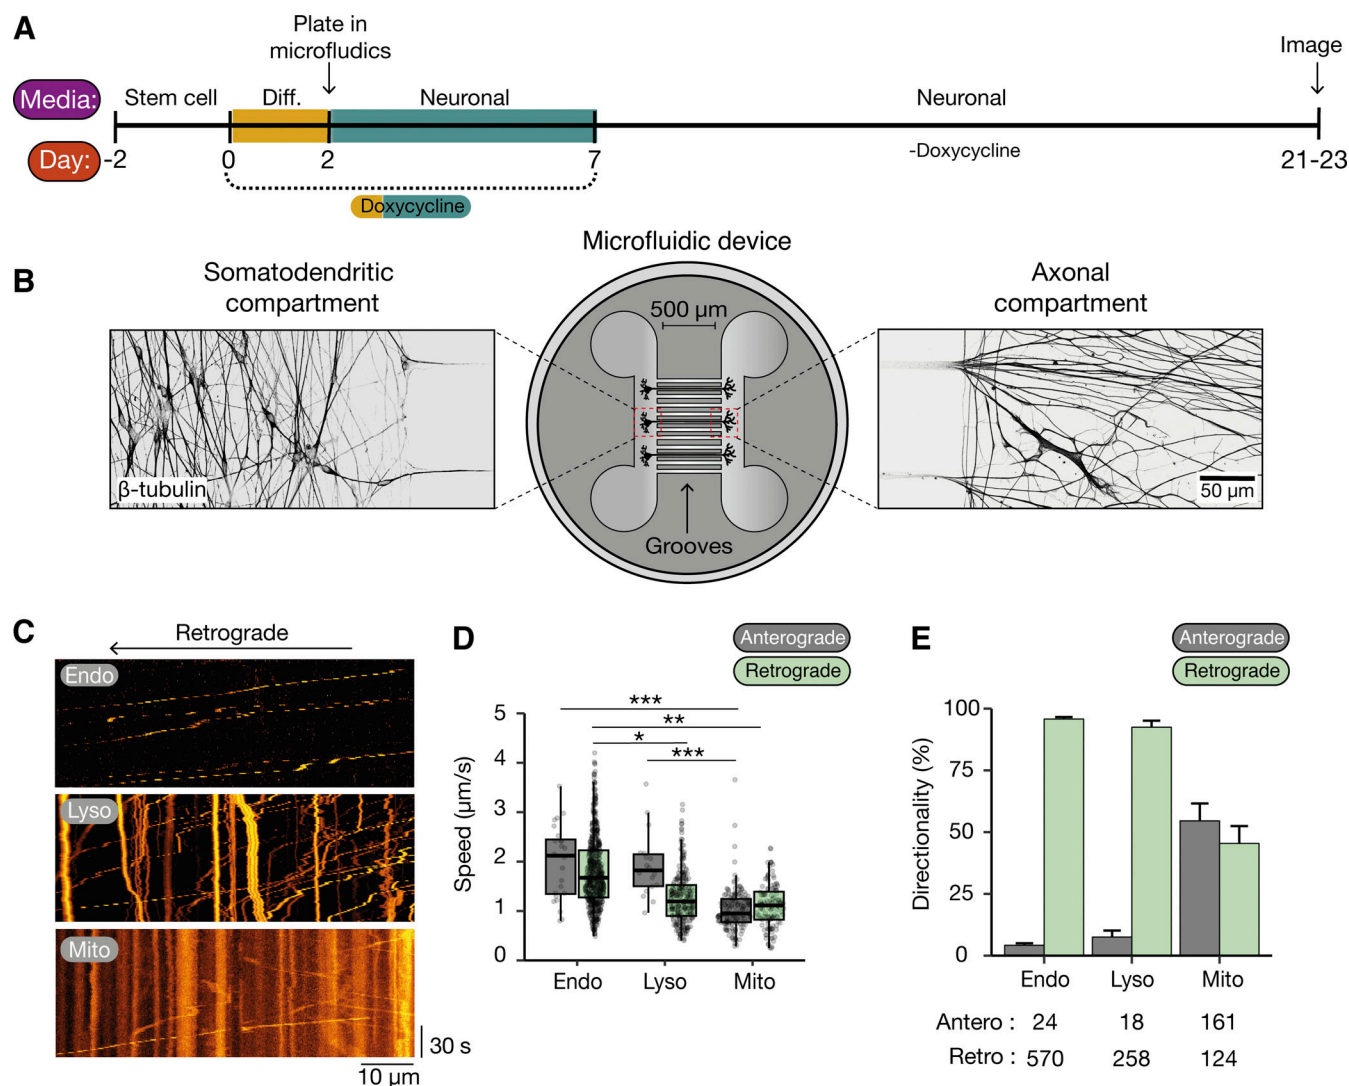 A
Plate in
microfludics
Image
Media:
Stem cell
Diff.
Neuronal
Neuronal
Day:
-2
0
2
7
-Doxycycline
21-23
Doxycycline
B
Somatodendritic
compartment
Microfluidic device
Axonal
compartment
500 µm
β-tubulin
50 µm
Grooves
C
Retrograde
Endo
Lyso
Mito
30 s
10 µm
D
Anterograde
Retrograde
***
**
*
***
Speed (µm/s)
5
4
3
2
1
0
Endo Lyso Mito
E
Anterograde
Retrograde
Directionality (%)
100
75
50
25
0
Endo Lyso Mito
Antero : 24 18 161
Retro : 570 258 124